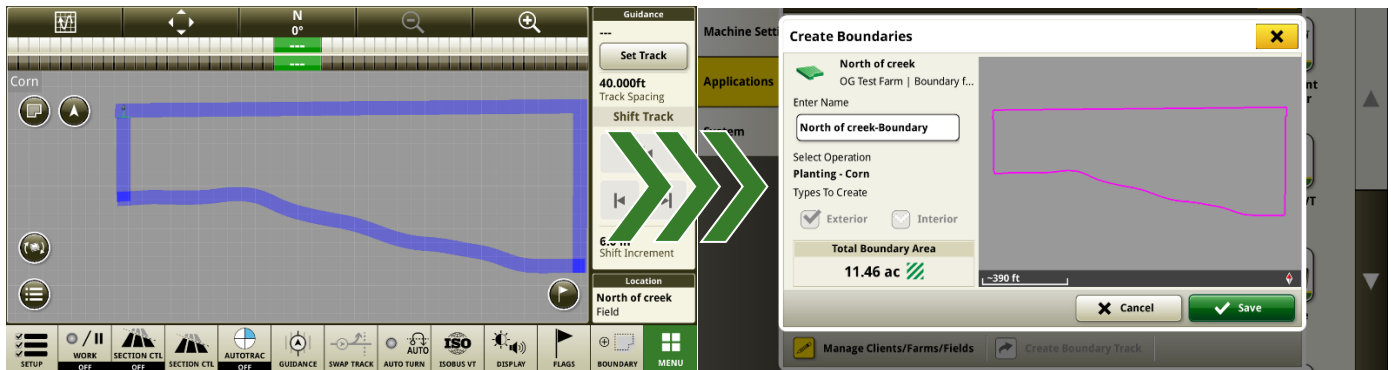 N
0°
---
---
Corn
Guidance
---
Set Track
40.000ft
Track Spacing
Shift Track
Shift Increment
Location
North of creek
Field
SETUP
WORK
OFF
SECTION CTL
OFF
SECTION CTL
AUTOTRAC
OFF
GUIDANCE
SWAP TRACK
AUTO
AUTO TURN
ISO
ISOBUS VT
DISPLAY
FLAGS
BOUNDARY
MENU
Machine Setti
Applications
System
Create Boundaries
North of creek
OG Test Farm | Boundary f...
Enter Name
North of creek-Boundary
Select Operation
Planting - Corn
Types To Create
Exterior
Interior
Total Boundary Area
11.46 ac
~390 ft
Cancel
Save
Manage Clients/Farms/Fields
Create Boundary Track